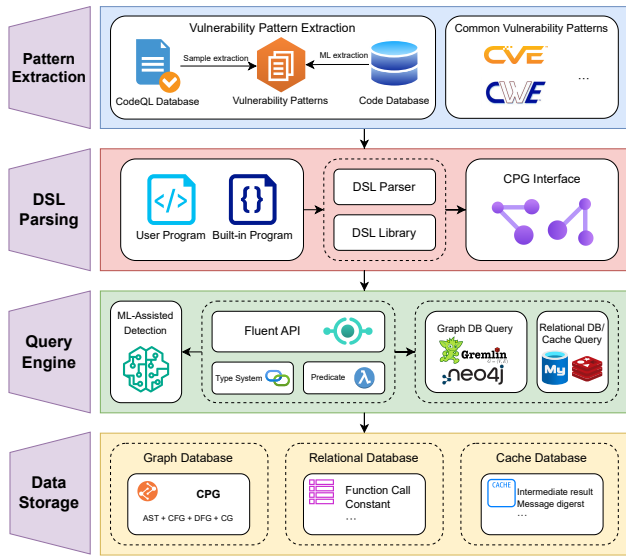 Pattern
Extraction
Vulnerability Pattern Extraction
Sample extraction
ML extraction
CodeQL Database
Vulnerability Patterns
Code Database
Common Vulnerability Patterns
CVE
CWE
...
DSL
Parsing
</>
User Program
{}
Built-in Program
DSL Parser
DSL Library
CPG Interface
Query
Engine
ML-Assisted
Detection
Fluent API
Type System
Predicate
λ
Graph DB Query
Gremlin
G = (V, E)
neo4j
Relational DB/
Cache Query
My
Data
Storage
Graph Database
CPG
AST + CFG + DFG + CG
Relational Database
Function Call
Constant
...
Cache Database
CACHE
Intermediate result
Message digerst
...